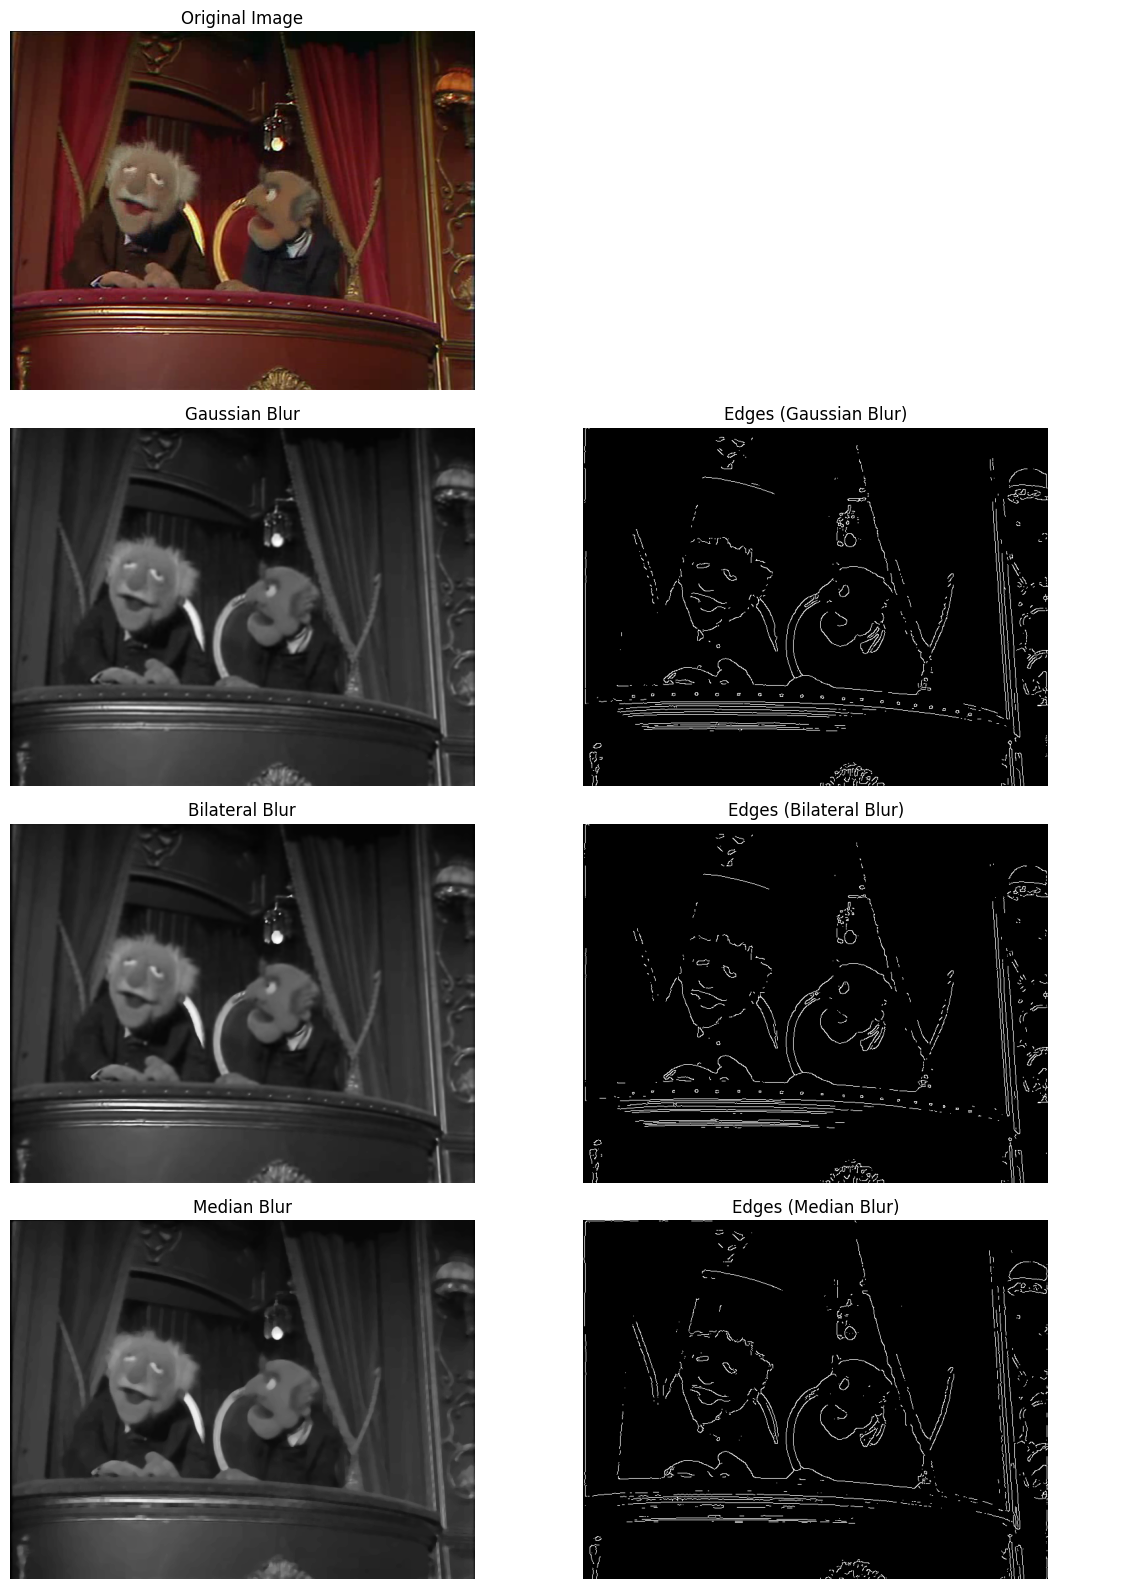 Original Image
Gaussian Blur
Edges (Gaussian Blur)
Bilateral Blur
Edges (Bilateral Blur)
Median Blur
Edges (Median Blur)